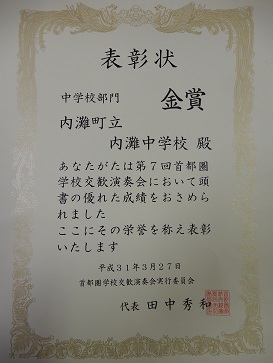 表彰状
中学校部門 金賞
内灘町立
内灘中学校 殿
あなたがたは第7回首都圏
学校交歓演奏会において頭
書の優れた成績をおさめら
れました
ここにその栄誉を称え表彰
いたします
平成31年3月27日
首都圏学校交歓演奏会実行委員会
代表 田中秀和